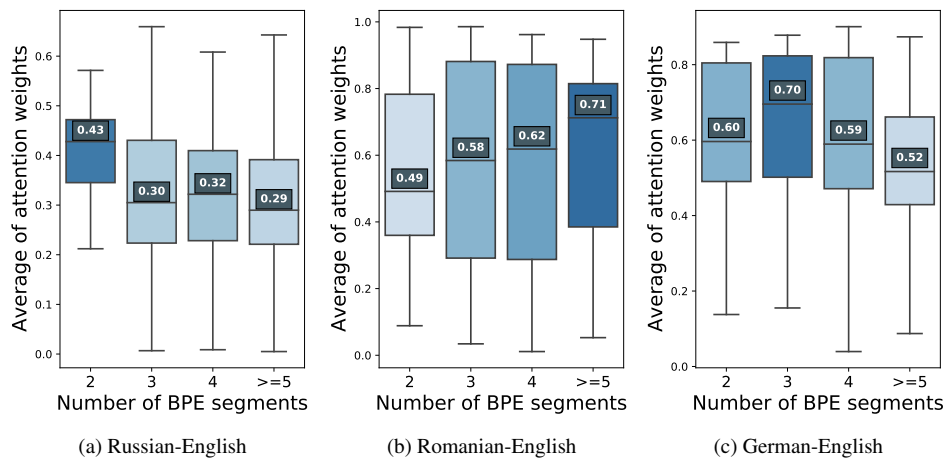 Average of attention weights
0.6
0.5
0.4
0.3
0.2
0.1
0.0
0.43
0.30
0.32
0.29
2 3 4 >=5
Number of BPE segments
(a) Russian-English
Average of attention weights
1.0
0.8
0.6
0.4
0.2
0.0
0.49
0.58
0.62
0.71
2 3 4 >=5
Number of BPE segments
(b) Romanian-English
Average of attention weights
0.8
0.6
0.4
0.2
0.0
0.60
0.70
0.59
0.52
2 3 4 >=5
Number of BPE segments
(c) German-English